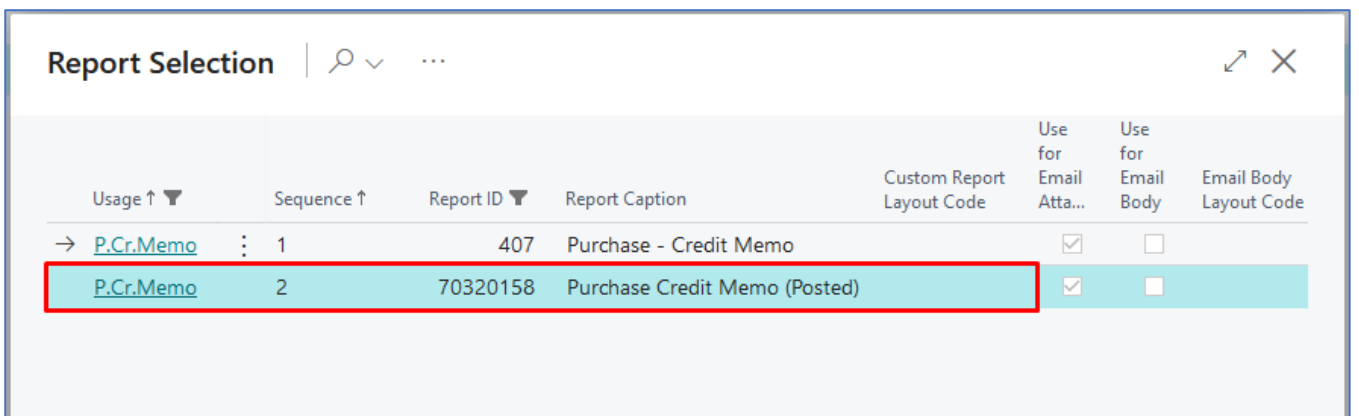 Report Selection
Usage ↑ Sequence ↑ Report ID Report Caption Custom Report Layout Code Use for Email Atta... Use for Email Body Email Body Layout Code
→ P.Cr.Memo 1 407 Purchase - Credit Memo
P.Cr.Memo 2 70320158 Purchase Credit Memo (Posted)